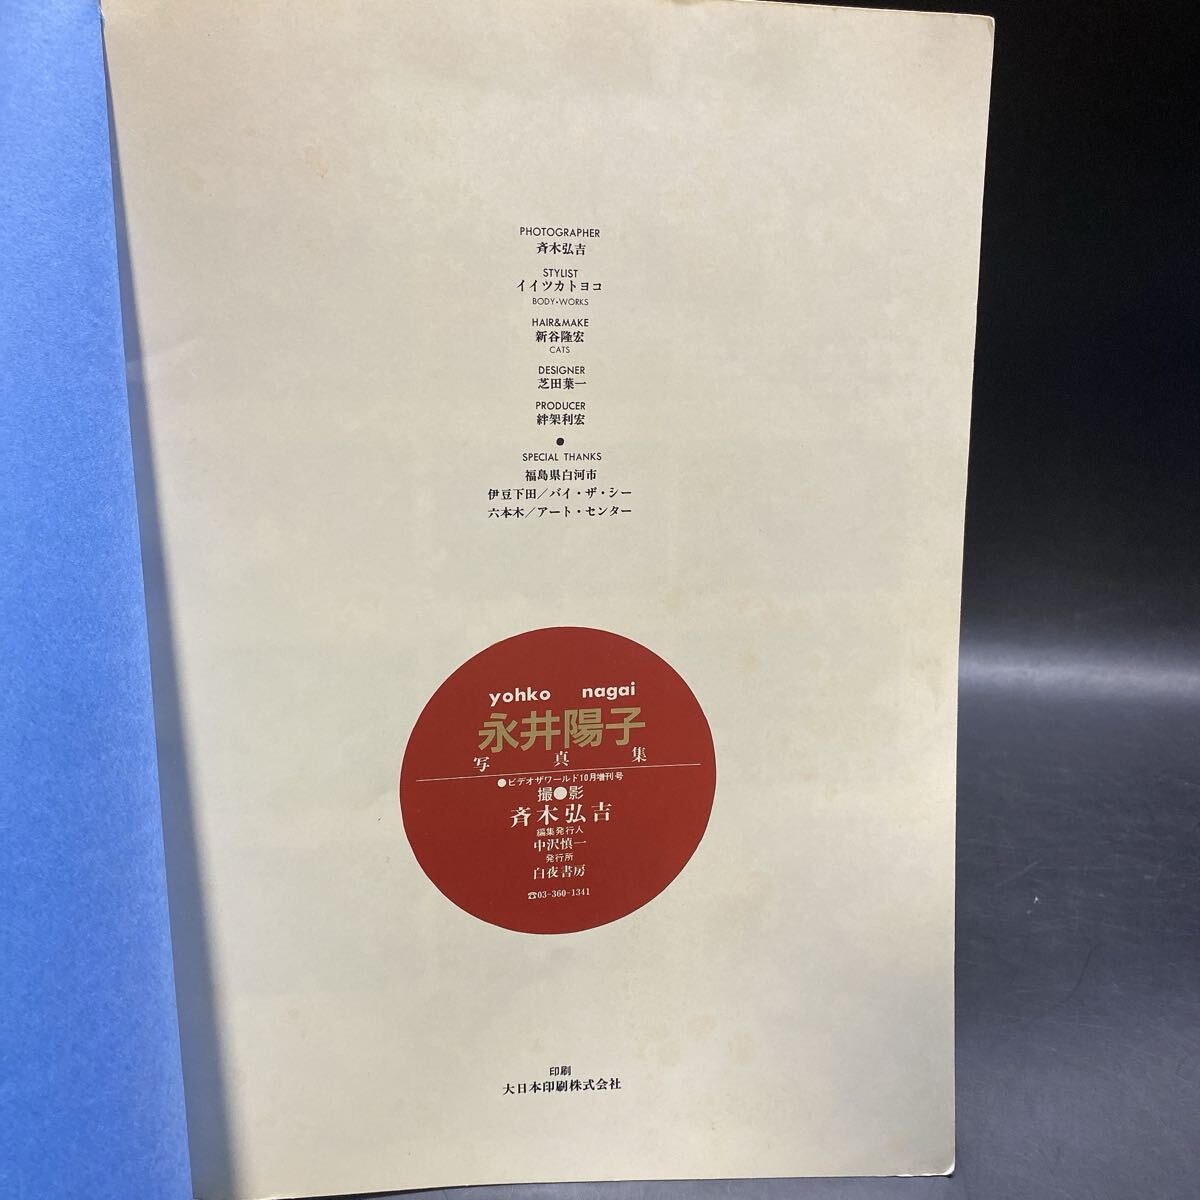 PHOTOGRAPHER
斉木弘吉
STYLIST
イイツカトヨコ
BODY•WORKS
HAIR&MAKE
新谷隆宏
CATS
DESIGNER
芝田葉一
PRODUCER
絆架利宏
●
SPECIAL THANKS
福島県白河市
伊豆下田／バイ・ザ・シー
六本木／アート・センター
yohko nagai
永井陽子
写真集
●ビデオザワールド10月増刊号
撮●影
斉木弘吉
編集発行人
中沢慎一
発行所
白夜書房
☎03-360-1341
印刷
大日本印刷株式会社